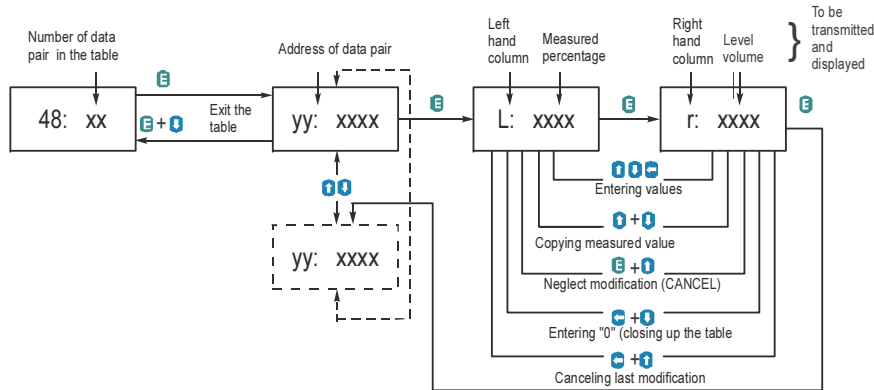 Number of data
pair in the table
Address of data pair
Left
hand
column
Measured
percentage
Right
hand
column
Level
volume
}
To be
transmitted
and
displayed
E
48: xx
E + ⬇
Exit the
table
yy: xxxx
E
L: xxxx
E
r: xxxx
E
⬆ ⬇
yy: xxxx
⬆ ⬇ ⬅
Entering values
⬆ + ⬇
Copying measured value
E + ⬆
Neglect modification (CANCEL)
⬅ + ⬇
Entering "0" (closing up the table
⬅ + ⬆
Canceling last modification